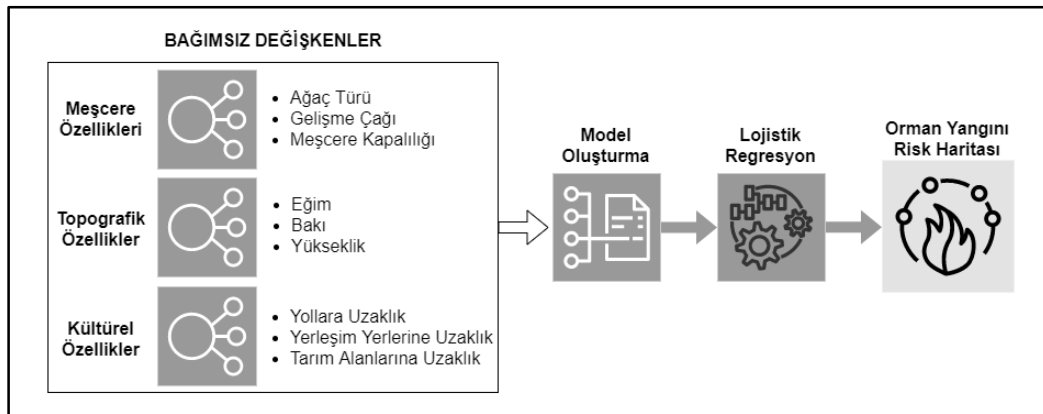 BAĞIMSIZ DEĞİŞKENLER
Meşcere
Özellikleri
• Ağaç Türü
• Gelişme Çağı
• Meşcere Kapalılığı
Topografik
Özellikler
• Eğim
• Bakı
• Yükseklik
Kültürel
Özellikler
• Yollara Uzaklık
• Yerleşim Yerlerine Uzaklık
• Tarım Alanlarına Uzaklık
Model
Oluşturma
Lojistik
Regresyon
Orman Yangını
Risk Haritası